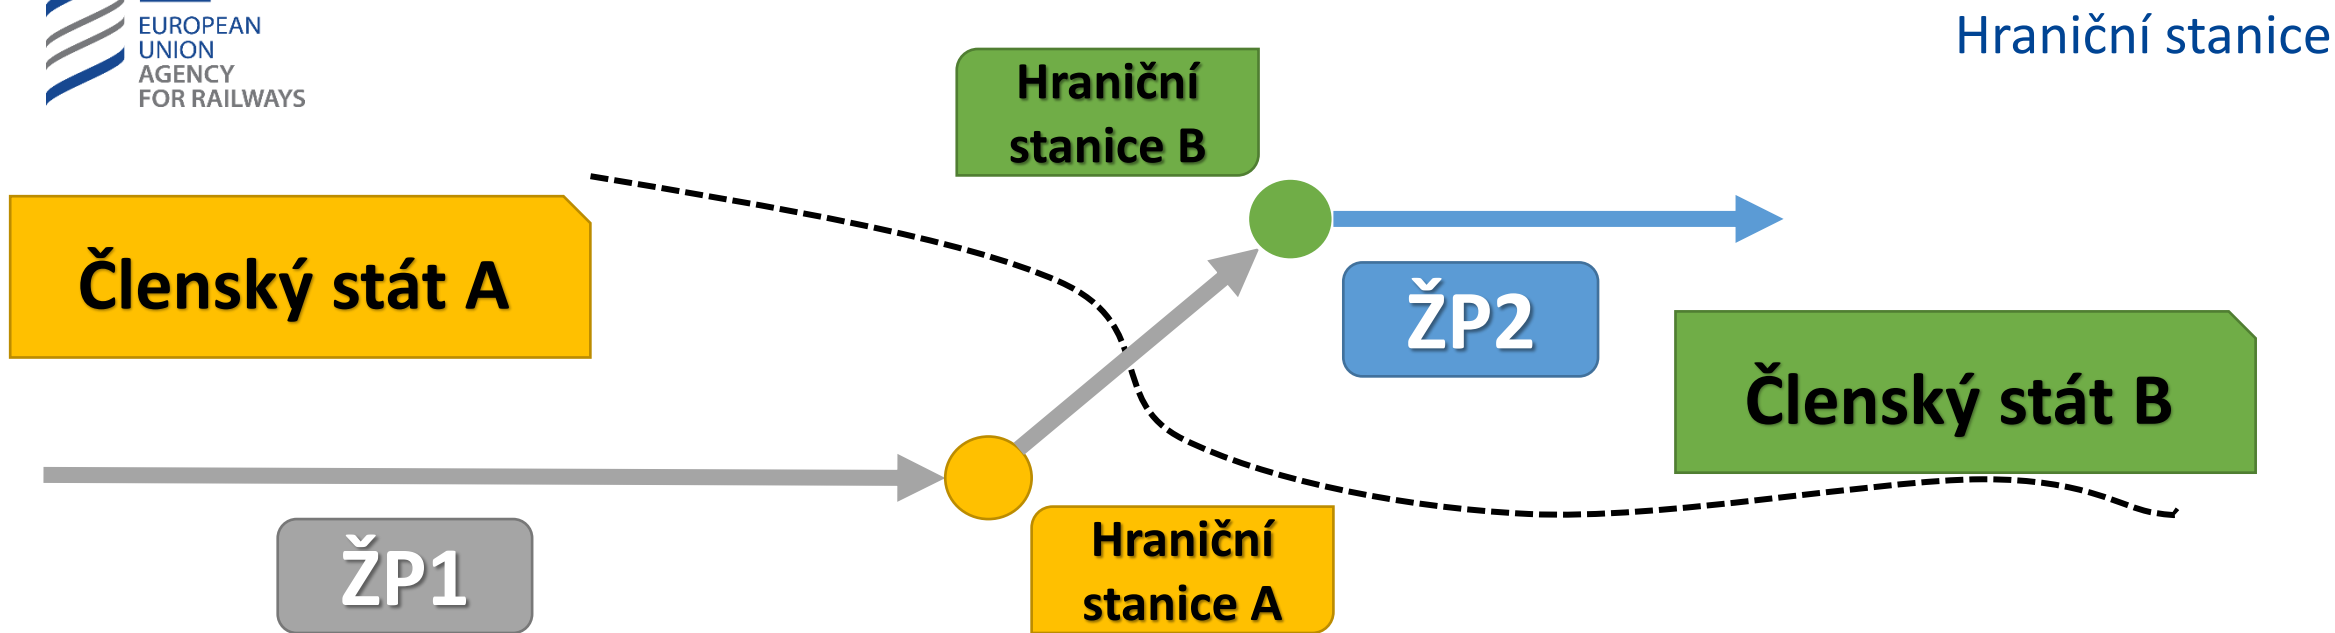 EUROPEAN
UNION
AGENCY
FOR RAILWAYS
Hraniční stanice
Hraniční
stanice B
Členský stát A
ŽP2
Členský stát B
ŽP1
Hraniční
stanice A